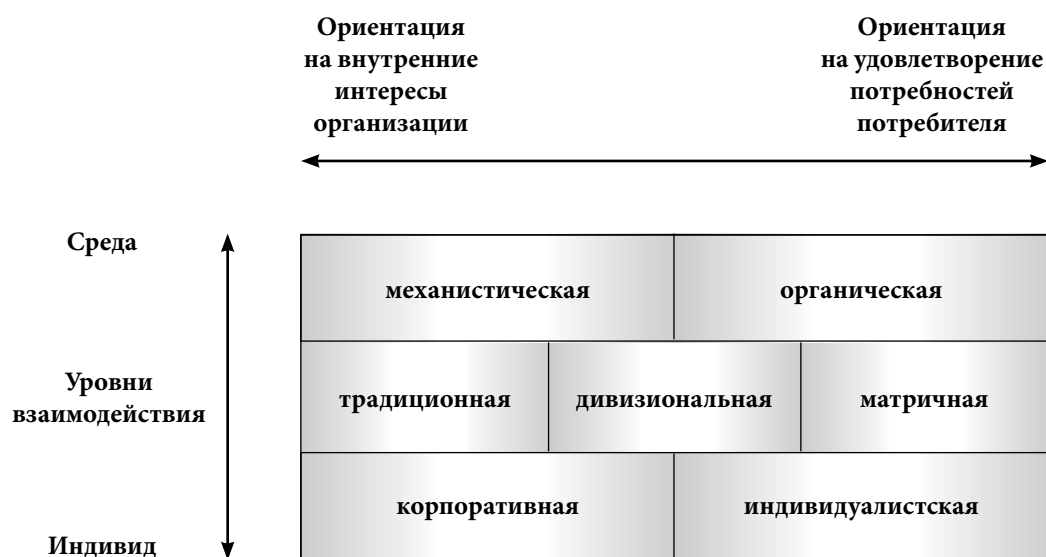 Ориентация
на внутренние
интересы
организации
Ориентация
на удовлетворение
потребностей
потребителя
Среда
механистическая
органическая
Уровни
взаимодействия
традиционная
дивизиональная
матричная
корпоративная
индивидуалистская
Индивид